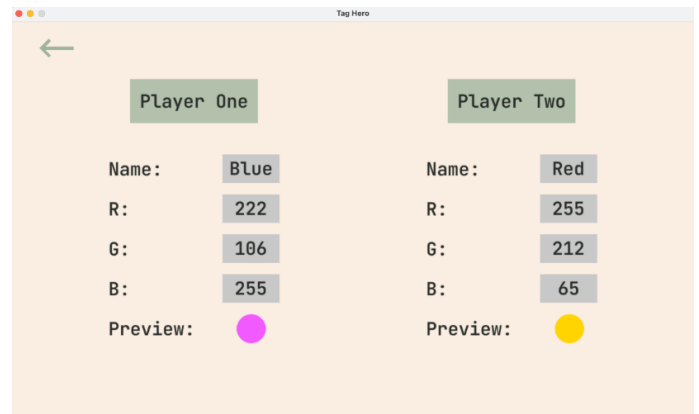 Tag Hero
Player One
Name: Blue
R: 222
G: 106
B: 255
Preview:
Player Two
Name: Red
R: 255
G: 212
B: 65
Preview: